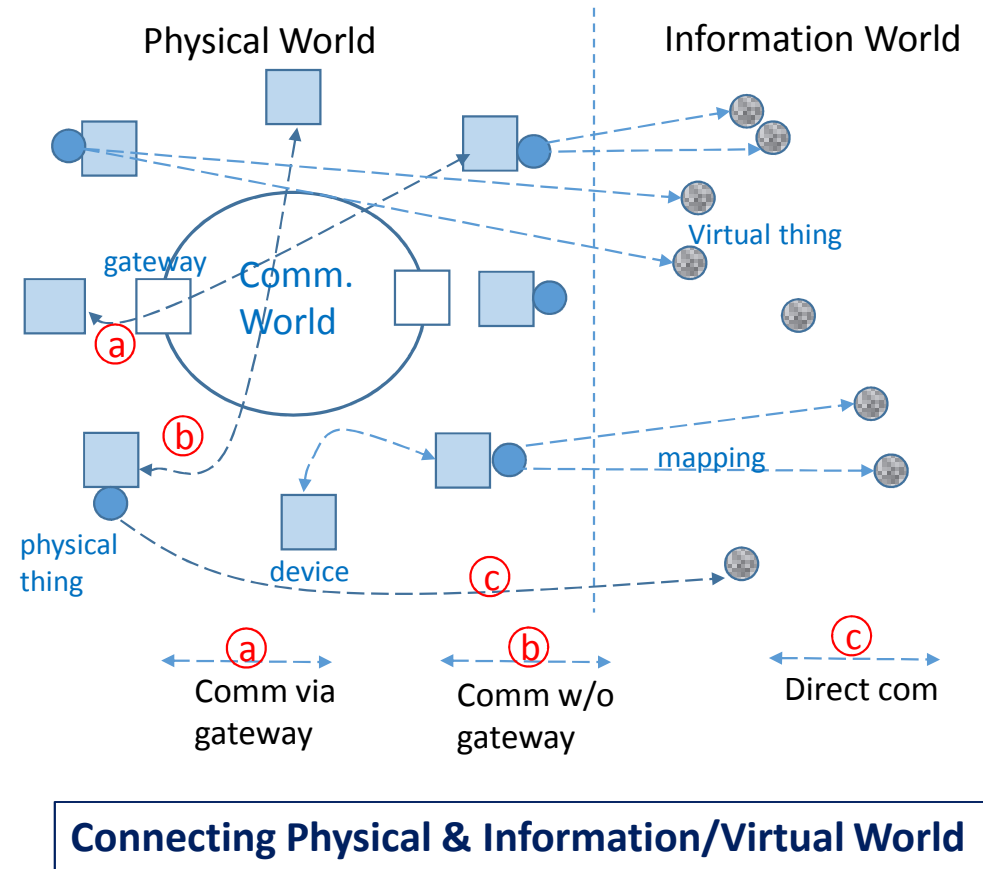 Physical World
Information World
gateway
Comm.
World
Virtual thing
a
b
mapping
physical
thing
device
c
a
b
c
Comm via
gateway
Comm w/o
gateway
Direct com
Connecting Physical & Information/Virtual World